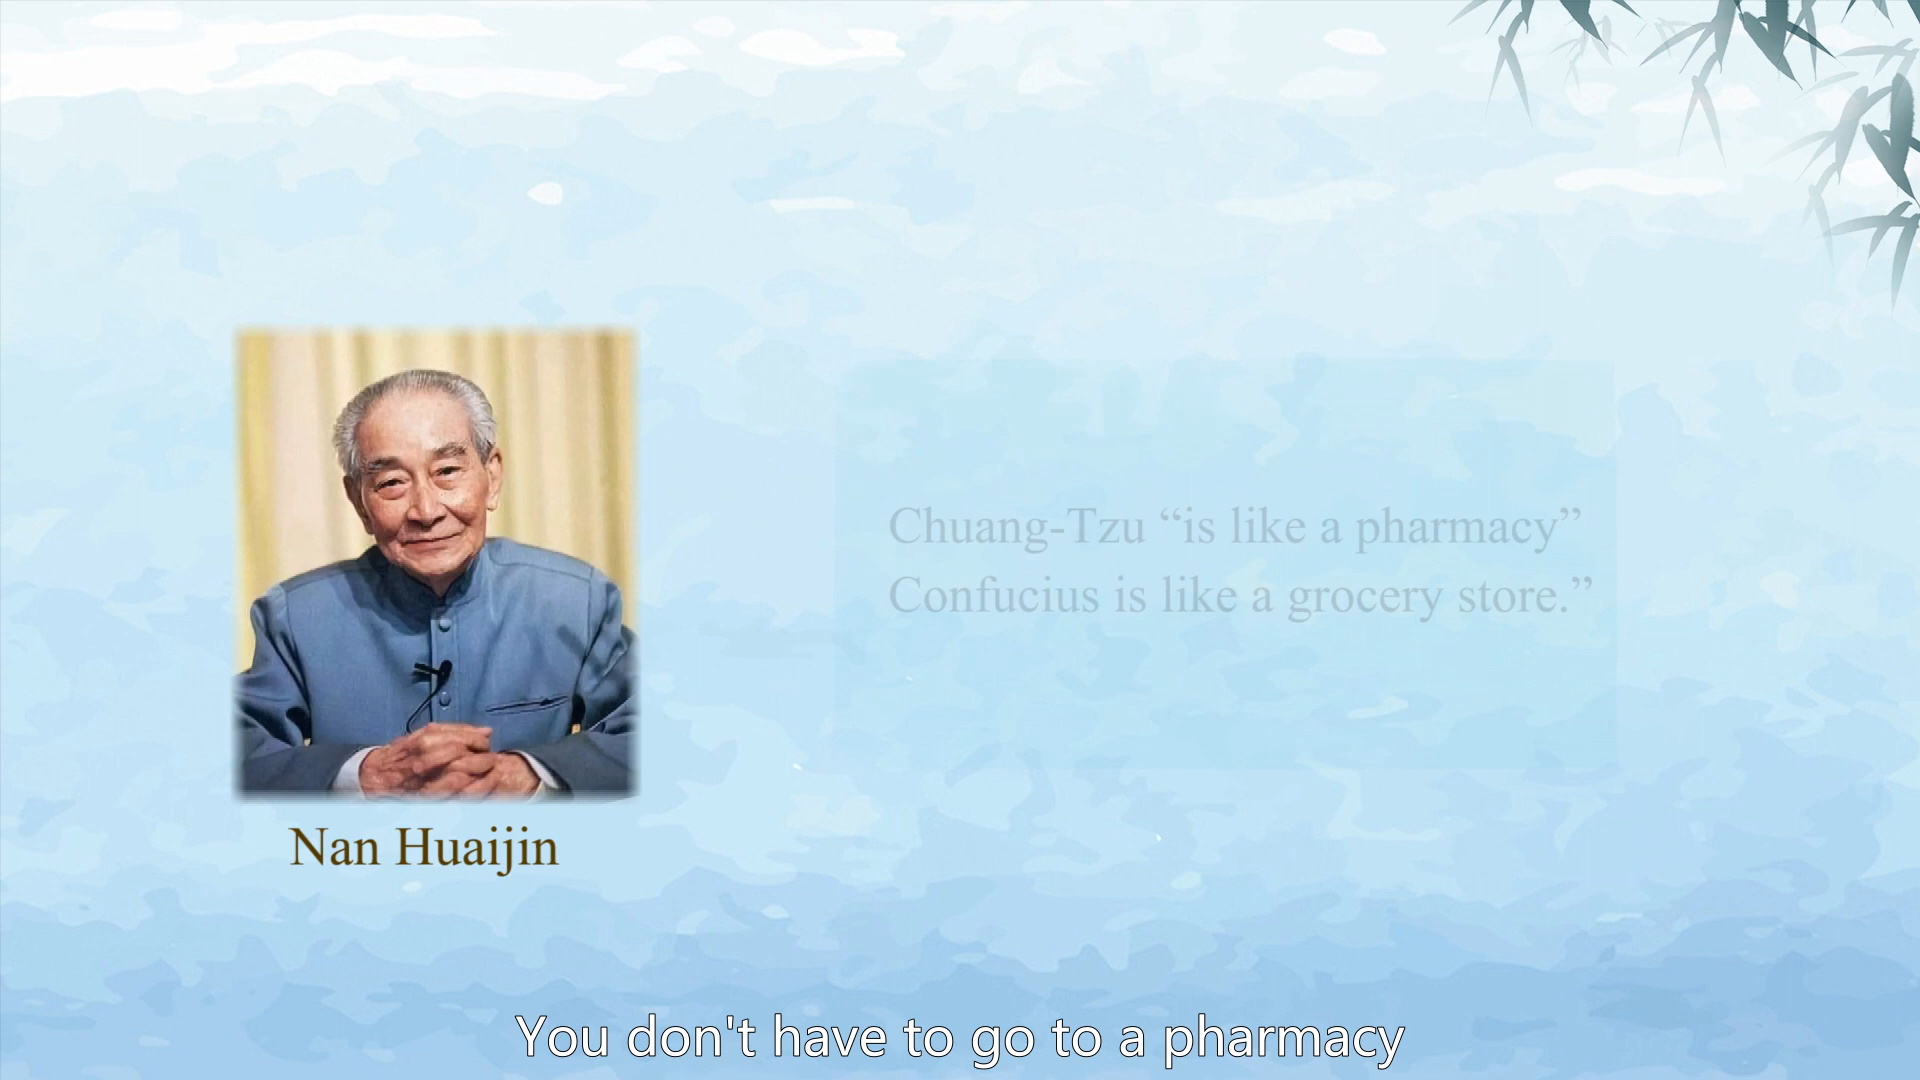 Chuang-Tzu “is like a pharmacy”
Confucius is like a grocery store.”
Nan Huaijin
You don't have to go to a pharmacy